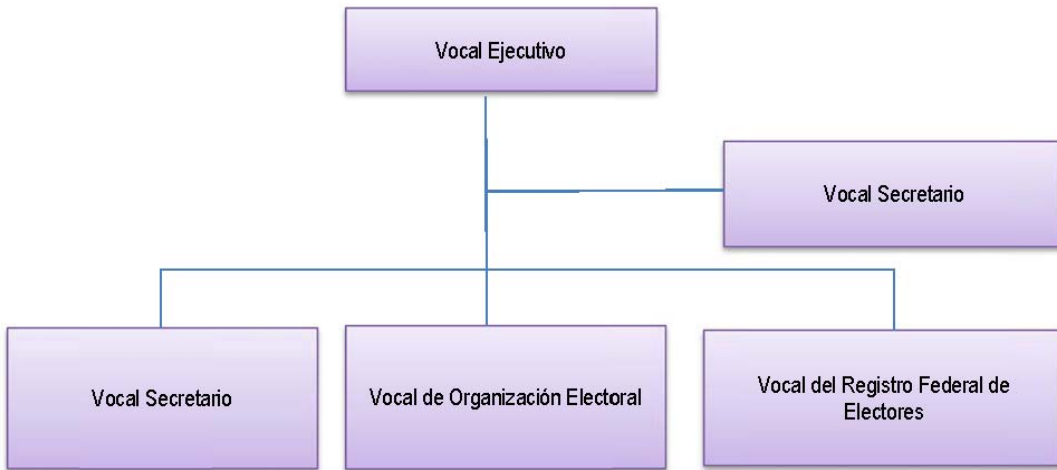 Vocal Ejecutivo
Vocal Secretario
Vocal Secretario
Vocal de Organización Electoral
Vocal del Registro Federal de
Electores